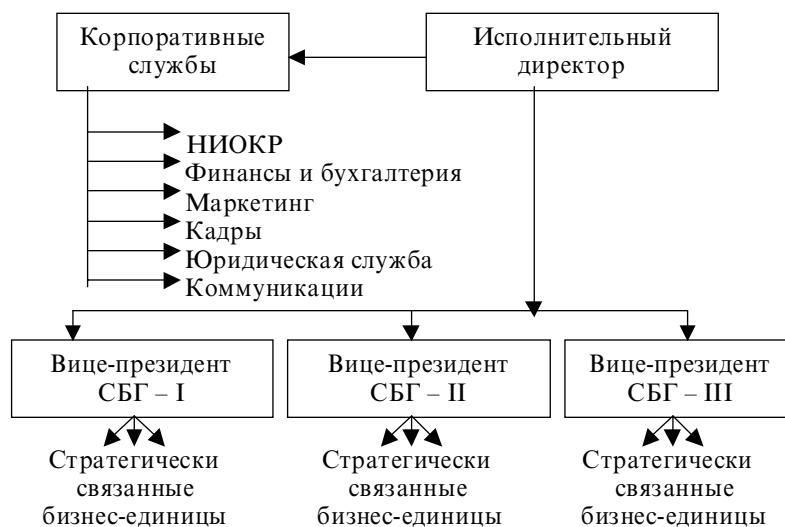 Корпоративные
службы
Исполнительный
директор
НИОКР
Финансы и бухгалтерия
Маркетинг
Кадры
Юридическая служба
Коммуникации
Вице-президент
СБГ – I
Вице-президент
СБГ – II
Вице-президент
СБГ – III
Стратегически
связанные
бизнес-единицы
Стратегически
связанные
бизнес-единицы
Стратегически
связанные
бизнес-единицы